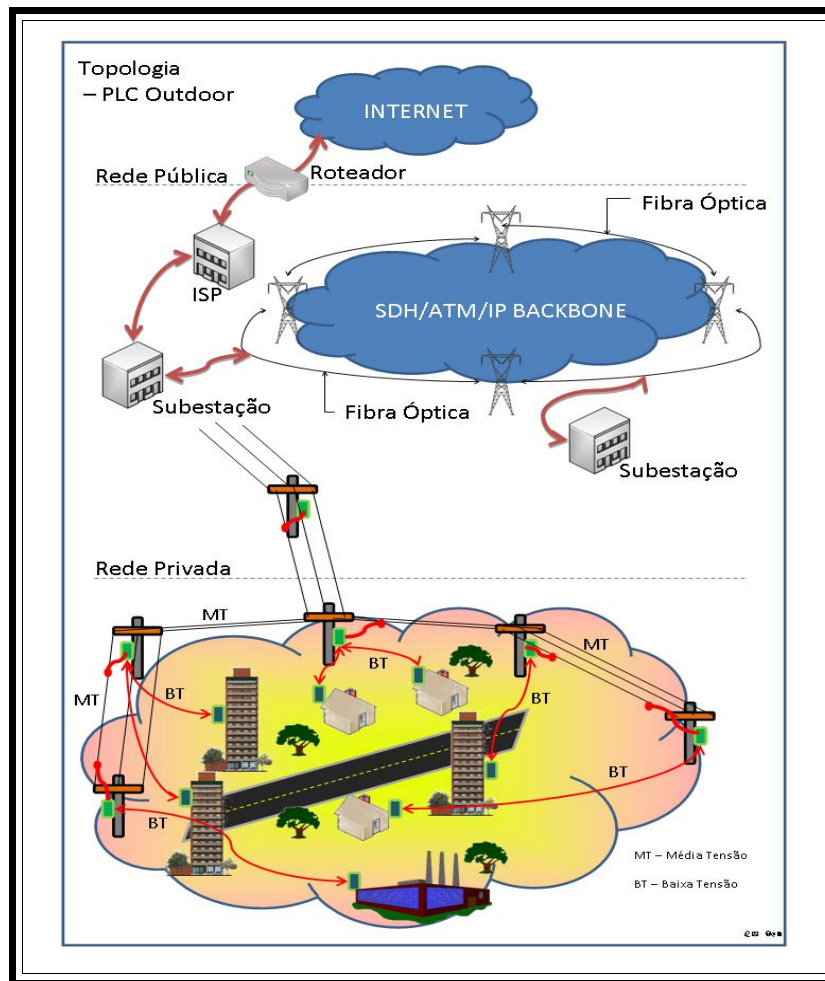 Topologia
– PLC Outdoor
INTERNET
Rede Pública
Roteador
Fibra Óptica
ISP
SDH/ATM/IP BACKBONE
Subestação
Fibra Óptica
Subestação
Rede Privada
MT
MT
BT
BT
MT
BT
BT
BT
MT – Média Tensão
BT – Baixa Tensão